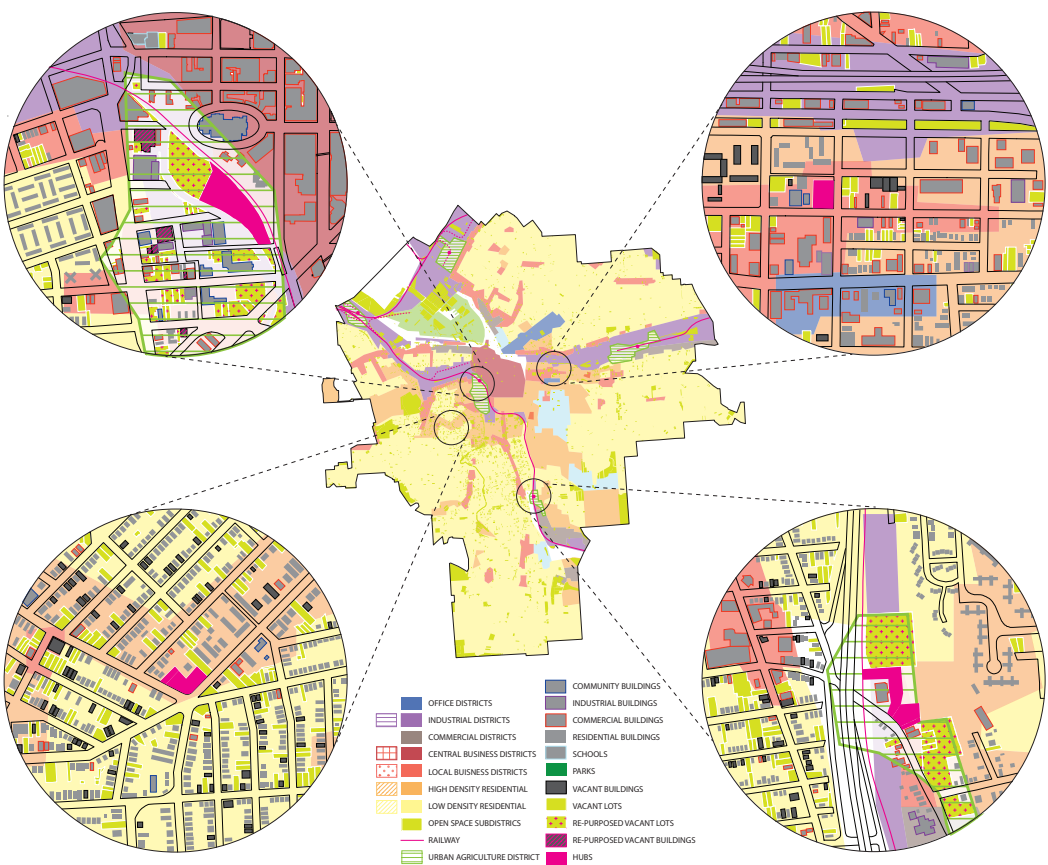 OFFICE DISTRICTS
INDUSTRIAL DISTRICTS
COMMERCIAL DISTRICTS
CENTRAL BUSINESS DISTRICTS
LOCAL BUSINESS DISTRICTS
HIGH DENSITY RESIDENTIAL
LOW DENSITY RESIDENTIAL
OPEN SPACE SUBDISTRICS
RAILWAY
URBAN AGRICULTURE DISTRICT
COMMUNITY BUILDINGS
INDUSTRIAL BUILDINGS
COMMERCIAL BUILDINGS
RESIDENTIAL BUILDINGS
SCHOOLS
PARKS
VACANT BUILDINGS
VACANT LOTS
RE-PURPOSED VACANT LOTS
RE-PURPOSED VACANT BUILDINGS
HUBS